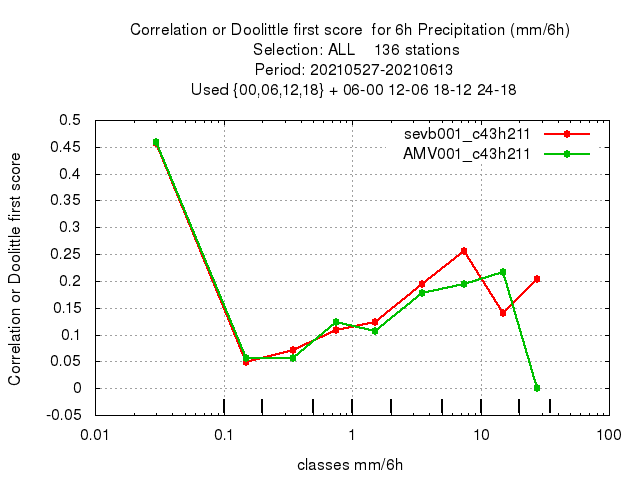 Correlation or Doolittle first score  for 6h Precipitation (mm/6h)
Selection: ALL    136 stations
Period: 20210527-20210613
Used {00,06,12,18} + 06-00 12-06 18-12 24-18
sevb001_c43h211
AMV001_c43h211
Correlation or Doolittle first score
0.5
0.45
0.4
0.35
0.3
0.25
0.2
0.15
0.1
0.05
0
-0.05
0.01 0.1 1 10 100
classes mm/6h